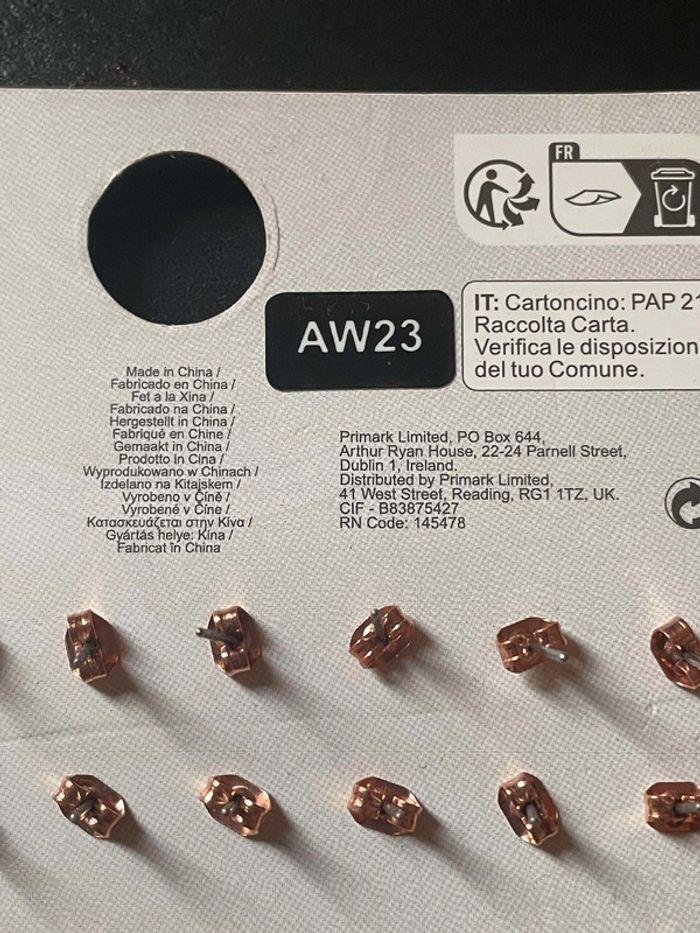 FR
AW23
IT: Cartoncino: PAP 21
Raccolta Carta.
Verifica le disposizion
del tuo Comune.
Made in China /
Fabricado en China /
Fet a la Xina /
Fabricado na China /
Hergestellt in China /
Fabriqué en Chine /
Gemaakt in China /
Prodotto in Cina /
Wyprodukowano w Chinach /
Izdelano na Kitajskem /
Vyrobeno v Číně /
Vyrobené v Číne /
Κατασκευάζεται στην Κίνα /
Gyártás helye: Kína /
Fabricat în China
Primark Limited, PO Box 644,
Arthur Ryan House, 22-24 Parnell Street,
Dublin 1, Ireland.
Distributed by Primark Limited,
41 West Street, Reading, RG1 1TZ, UK.
CIF - B83875427
RN Code: 145478